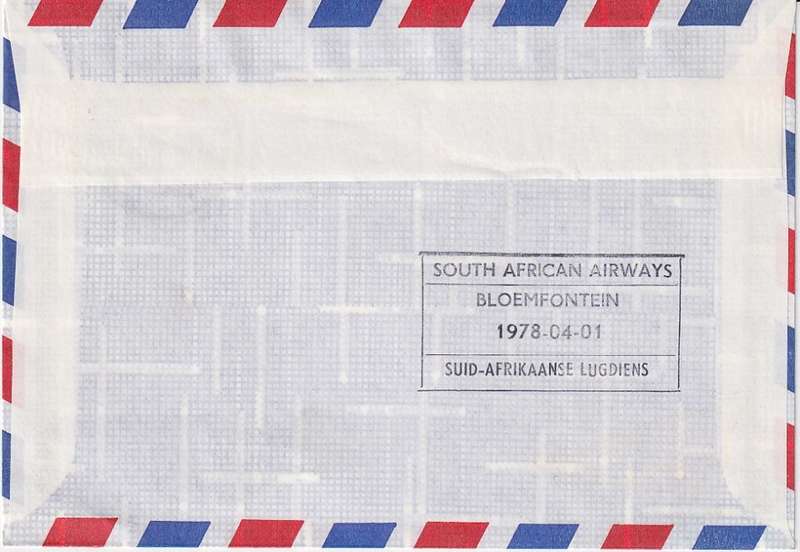 SOUTH AFRICAN AIRWAYS
BLOEMFONTEIN
1978-04-01
SUID-AFRIKAANSE LUGDIENS